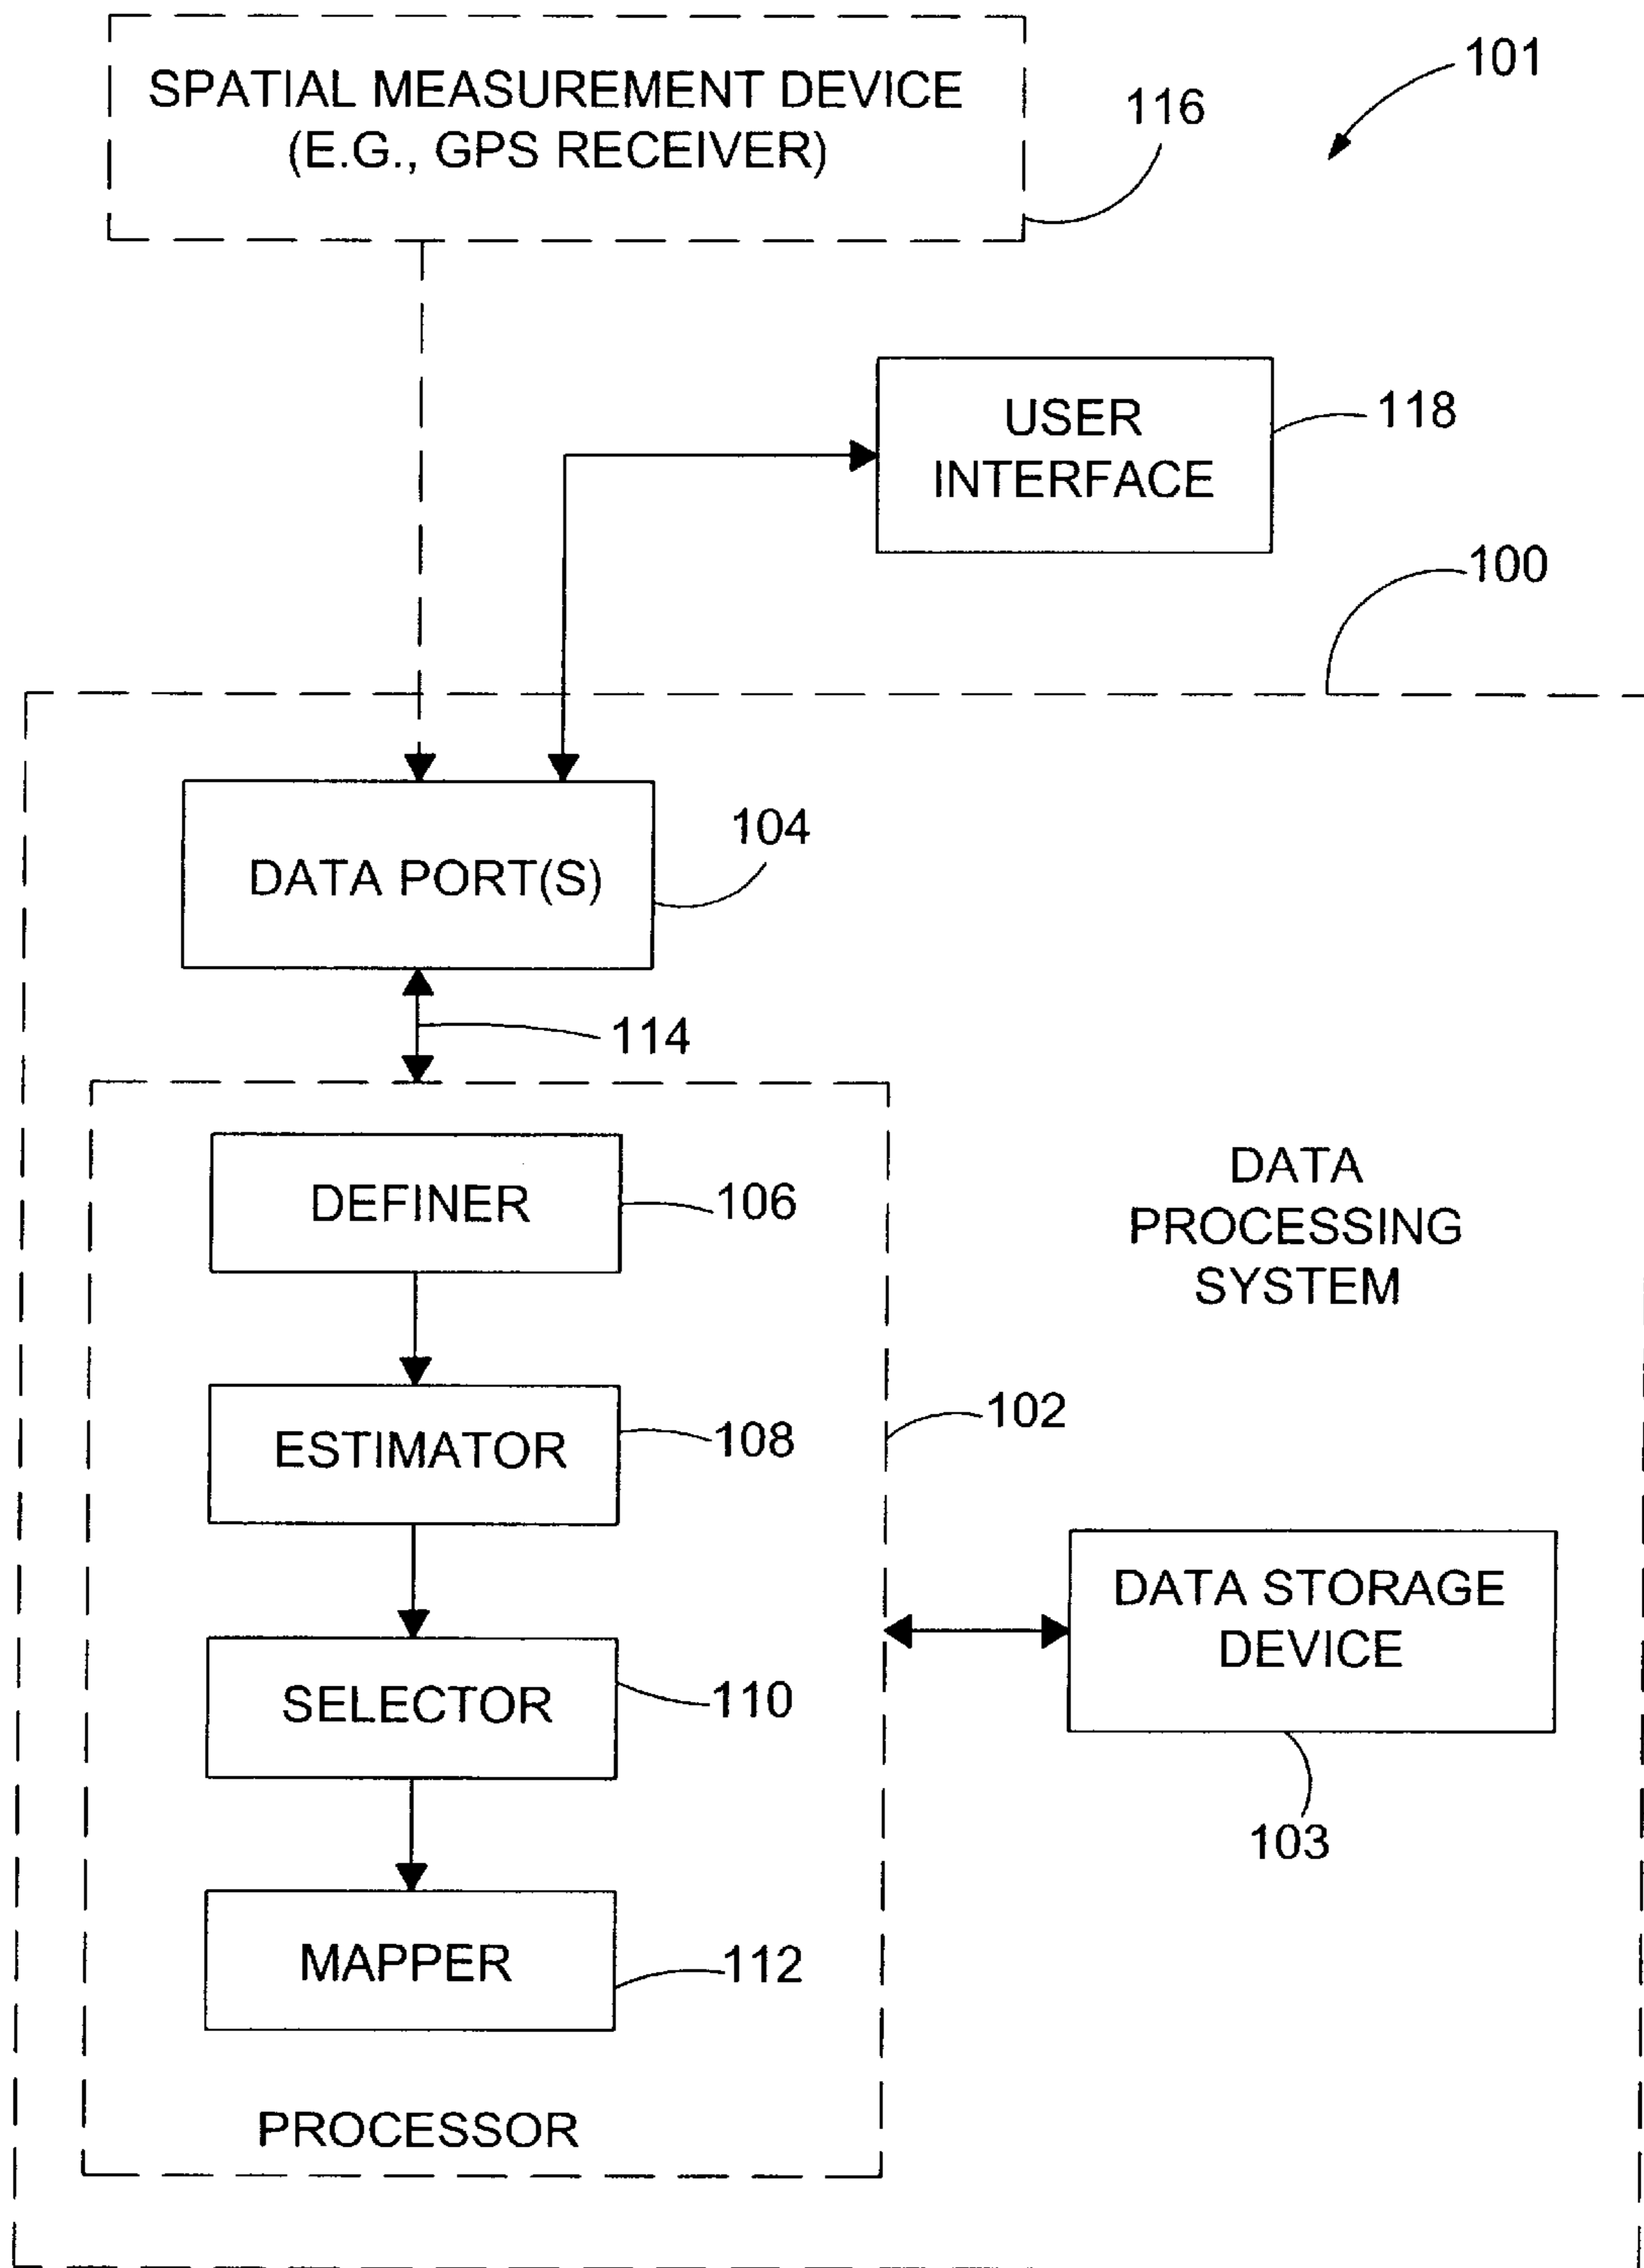 101
SPATIAL MEASUREMENT DEVICE
(E.G., GPS RECEIVER)
116
USER
INTERFACE
118
100
DATA PORT(S)
104
114
DEFINER
106
DATA
PROCESSING
SYSTEM
ESTIMATOR
108
102
DATA STORAGE
DEVICE
103
SELECTOR
110
MAPPER
112
PROCESSOR